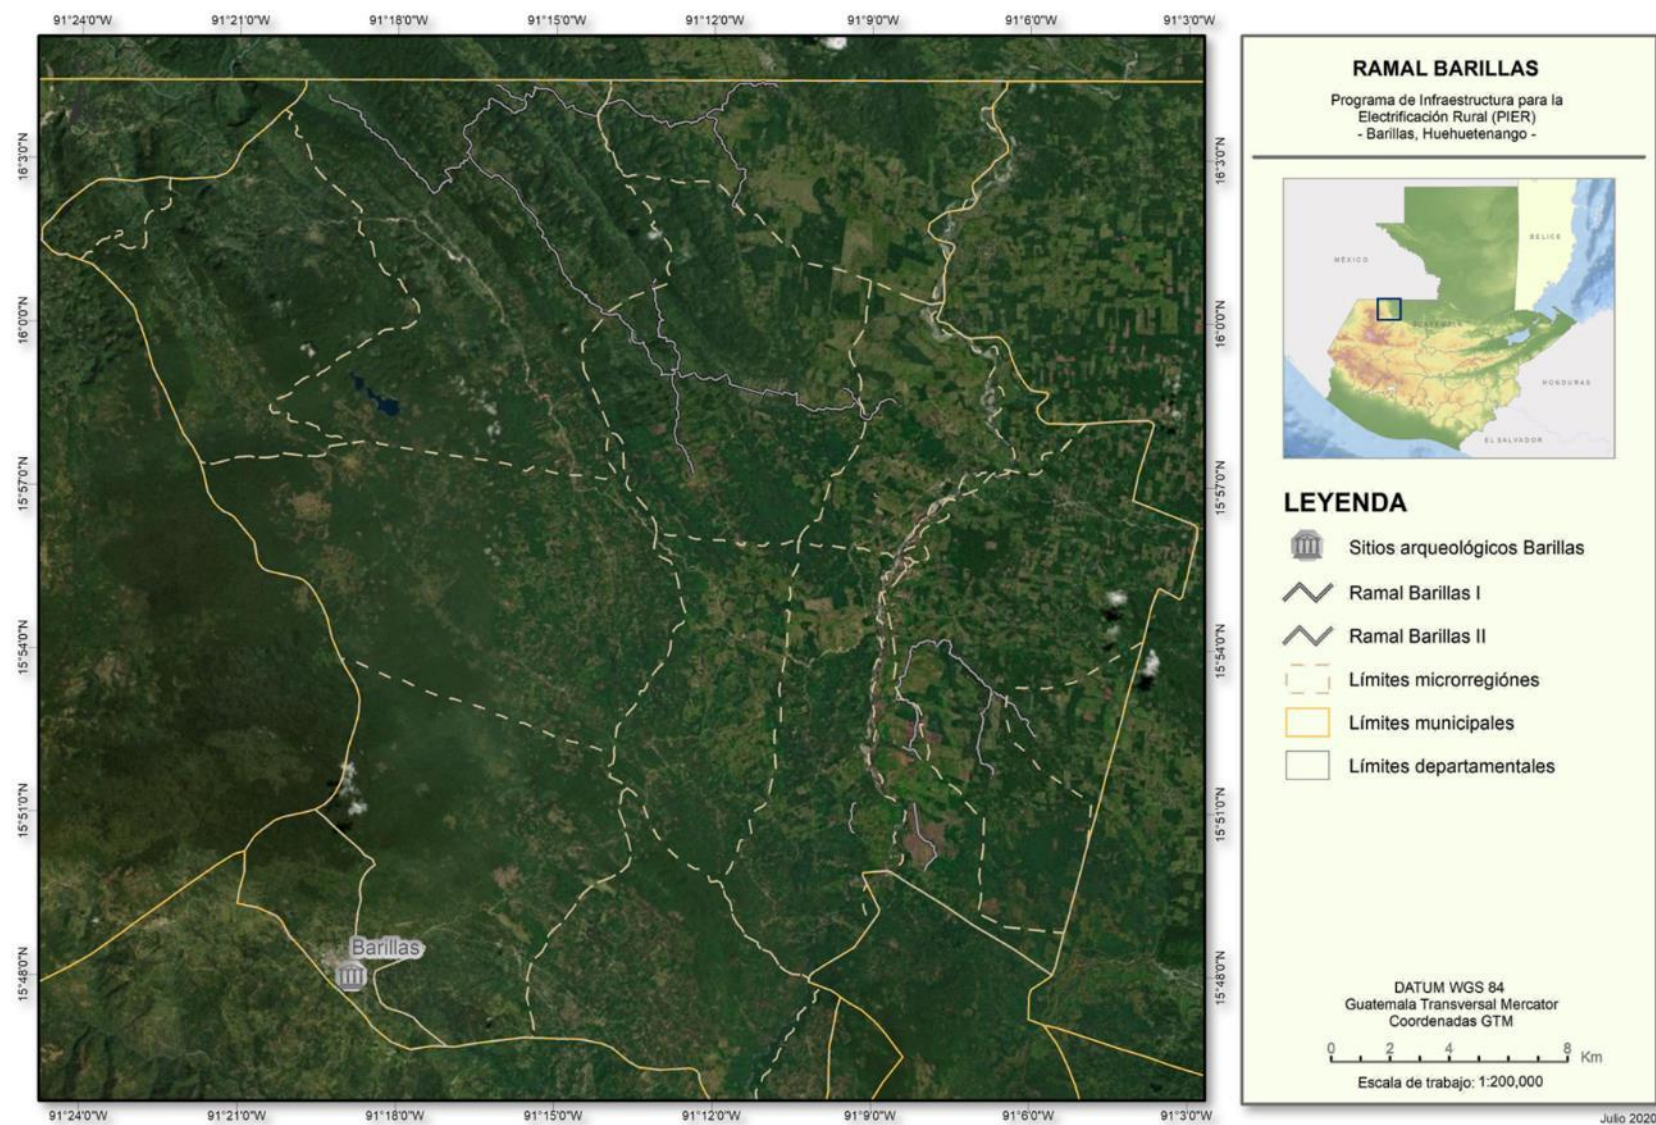 91°24'0"W 91°21'0"W 91°18'0"W 91°15'0"W 91°12'0"W 91°9'0"W 91°6'0"W 91°3'0"W
16°3'0"N
16°0'0"N
15°57'0"N
15°54'0"N
15°51'0"N
15°48'0"N
Barillas
16°3'0"N
16°0'0"N
15°57'0"N
15°54'0"N
15°51'0"N
15°48'0"N
91°24'0"W 91°21'0"W 91°18'0"W 91°15'0"W 91°12'0"W 91°9'0"W 91°6'0"W 91°3'0"W
RAMAL BARILLAS
Programa de Infraestructura para la
Electrificación Rural (PIER)
- Barillas, Huehuetenango -
BELICE
MÉXICO
GUATEMALA
HONDURAS
EL SALVADOR
LEYENDA
Sitios arqueológicos Barillas
Ramal Barillas I
Ramal Barillas II
Límites microrregiónes
Límites municipales
Límites departamentales
DATUM WGS 84
Guatemala Transversal Mercator
Coordenadas GTM
0 2 4 8
Km
Escala de trabajo: 1:200,000
Julio 2020